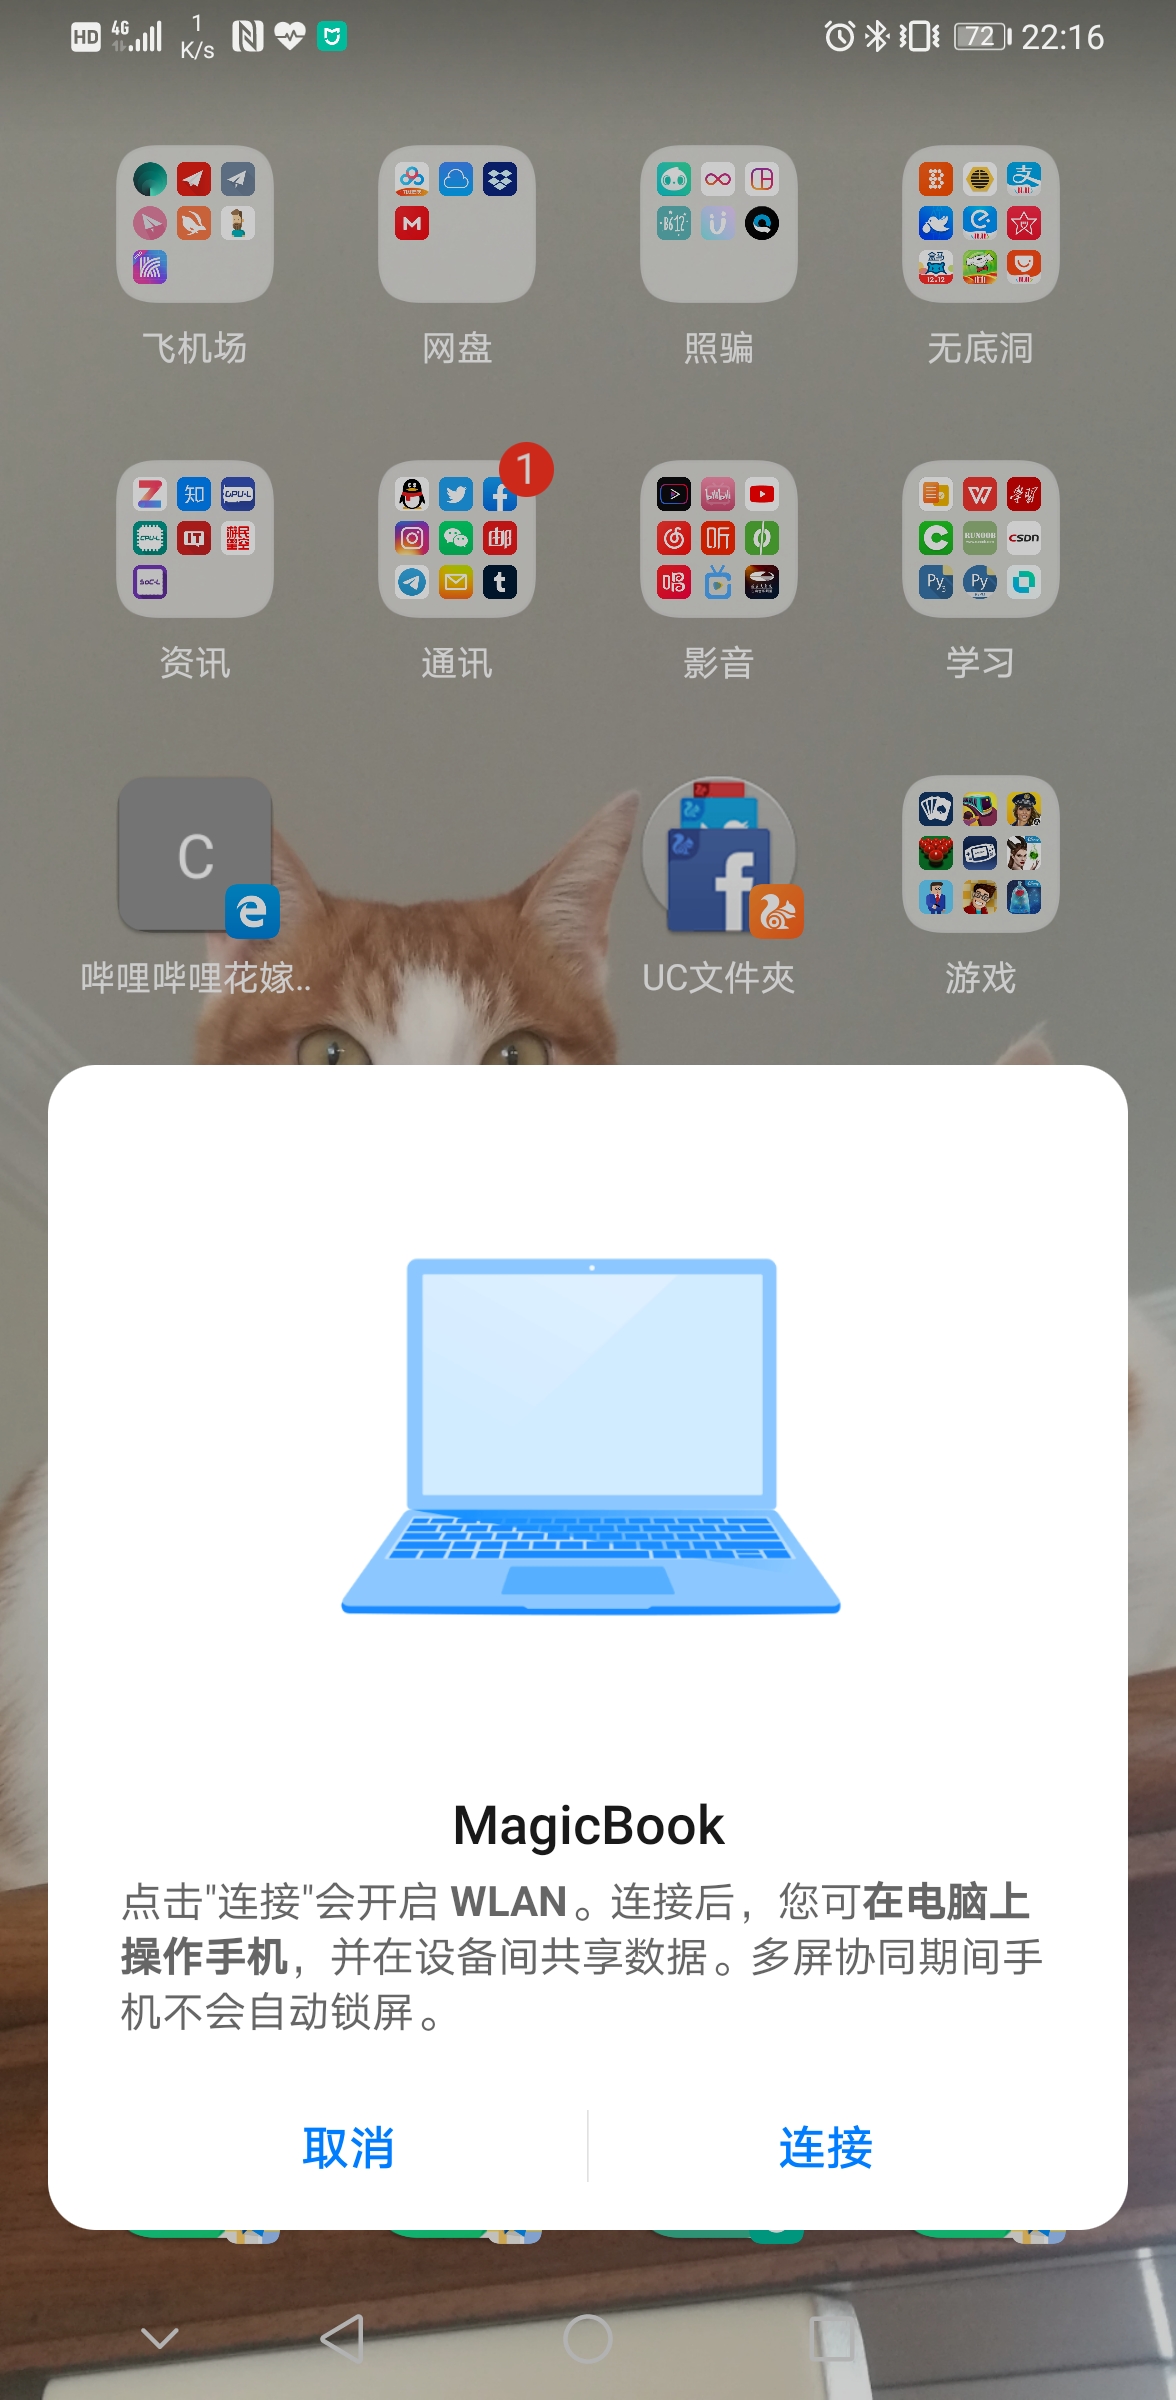 HD 4G 1 K/s 72 22:16
飞机场 网盘 照骗 无底洞
1
资讯 通讯 影音 学习
C
哔哩哔哩花嫁.. UC文件夾 游戏
MagicBook
点击"连接"会开启 WLAN。连接后，您可在电脑上
操作手机，并在设备间共享数据。多屏协同期间手
机不会自动锁屏。
取消 连接